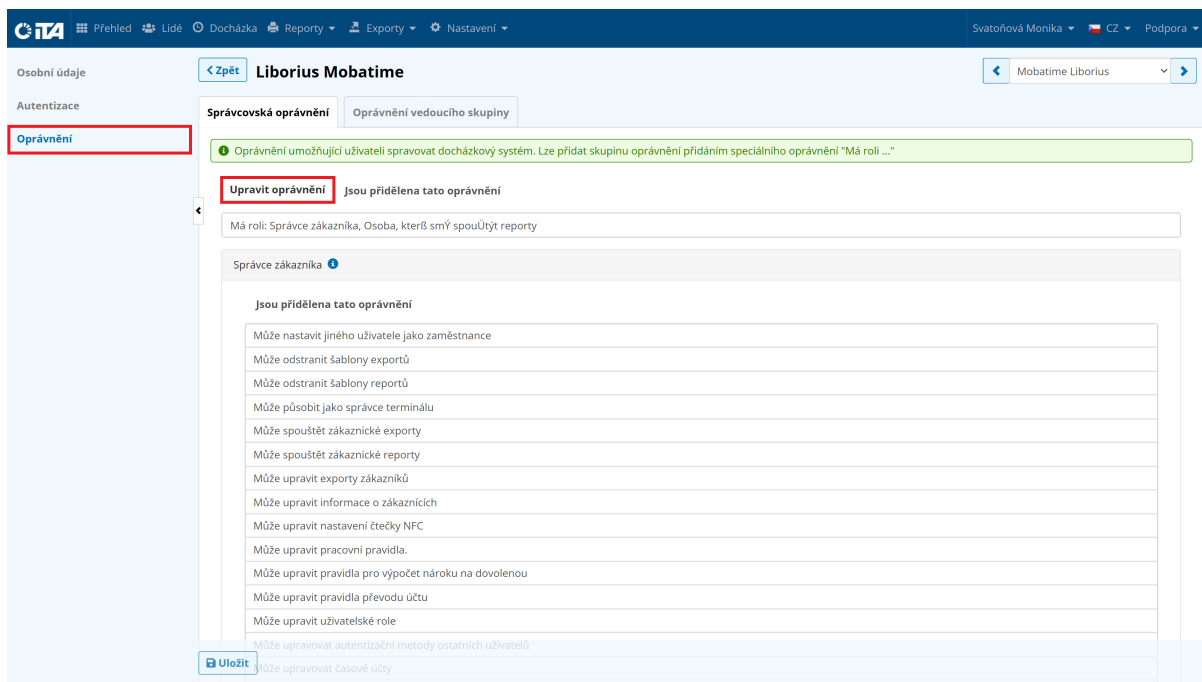 ITA Přehled Lidé Docházka Reporty Exporty Nastavení Svatoňová Monika CZ Podpora
Osobní údaje
Autentizace
Oprávnění
Zpět Liborius Mobatime Mobatime Liborius
Správcovská oprávnění Oprávnění vedoucího skupiny
Oprávnění umožňující uživateli spravovat docházkový systém. Lze přidat skupinu oprávnění přidáním speciálního oprávnění "Má roli ..."
Upravit oprávnění Jsou přidělena tato oprávnění
Má roli: Správce zákazníka, Osoba, kterß smÝ spouÜtýt reporty
Správce zákazníka
Jsou přidělena tato oprávnění
Může nastavit jiného uživatele jako zaměstnance
Může odstranit šablony exportů
Může odstranit šablony reportů
Může působit jako správce terminálu
Může spouštět zákaznické exporty
Může spouštět zákaznické reporty
Může upravit exporty zákazníků
Může upravit informace o zákaznících
Může upravit nastavení čtečky NFC
Může upravit pracovní pravidla.
Může upravit pravidla pro výpočet nároku na dovolenou
Může upravit pravidla převodu účtu
Může upravit uživatelské role
Může upravovat autentizační metody ostatních uživatelů
Uložit
Může upravovat časové účty